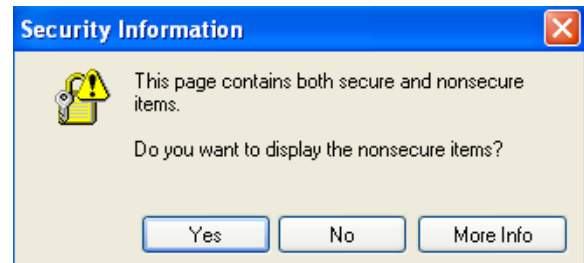 Security Information
This page contains both secure and nonsecure
items.
Do you want to display the nonsecure items?
Yes
No
More Info